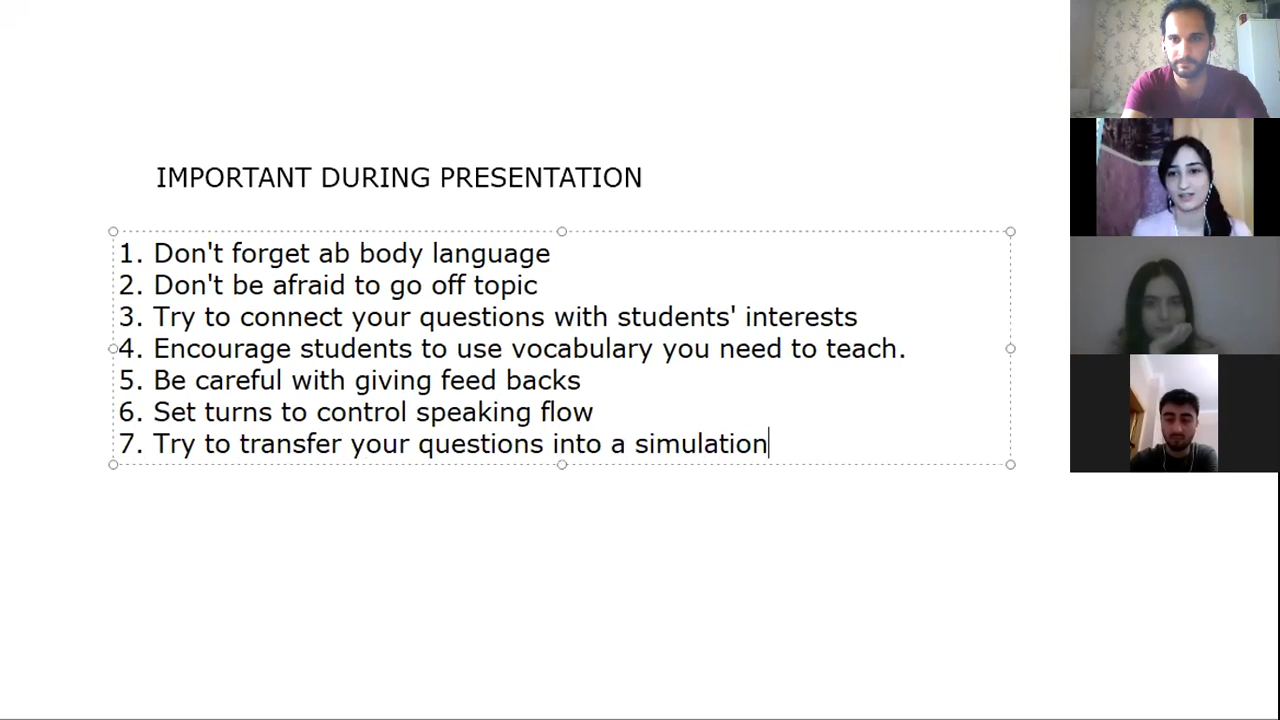 IMPORTANT DURING PRESENTATION
1. Don't forget ab body language
2. Don't be afraid to go off topic
3. Try to connect your questions with students' interests
4. Encourage students to use vocabulary you need to teach.
5. Be careful with giving feed backs
6. Set turns to control speaking flow
7. Try to transfer your questions into a simulation